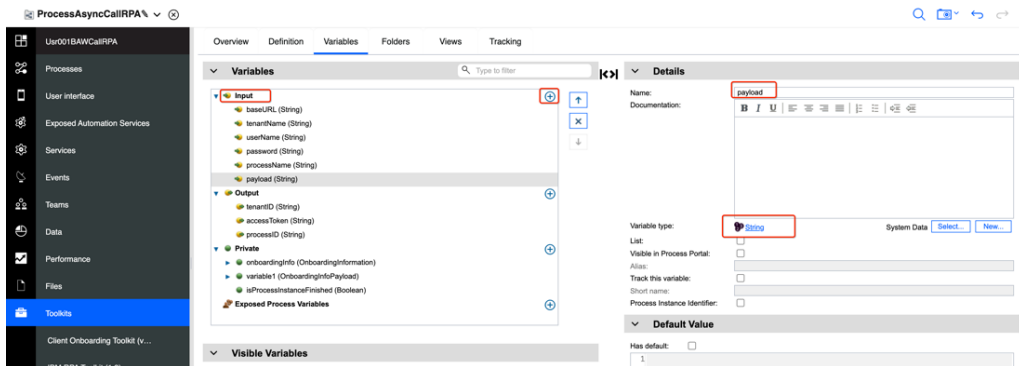 ProcessAsyncCallRPA
Usr001BAWCallRPA
Processes
User interface
Exposed Automation Services
Services
Events
Teams
Data
Performance
Files
Toolkits
Client Onboarding Toolkit (v...
Overview Definition Variables Folders Views Tracking
Variables
Type to filter
Input
baseURL (String)
tenantName (String)
userName (String)
password (String)
processName (String)
payload (String)
Output
tenantID (String)
accessToken (String)
processID (String)
Private
onboardingInfo (OnboardingInformation)
variable1 (OnboardingInfoPayload)
isProcessInstanceFinished (Boolean)
Exposed Process Variables
Visible Variables
Details
Name: payload
Documentation:
B I U
Variable type: String System Data Select... New...
List:
Visible in Process Portal:
Alias:
Track this variable:
Short name:
Process Instance Identifier:
Default Value
Has default:
1